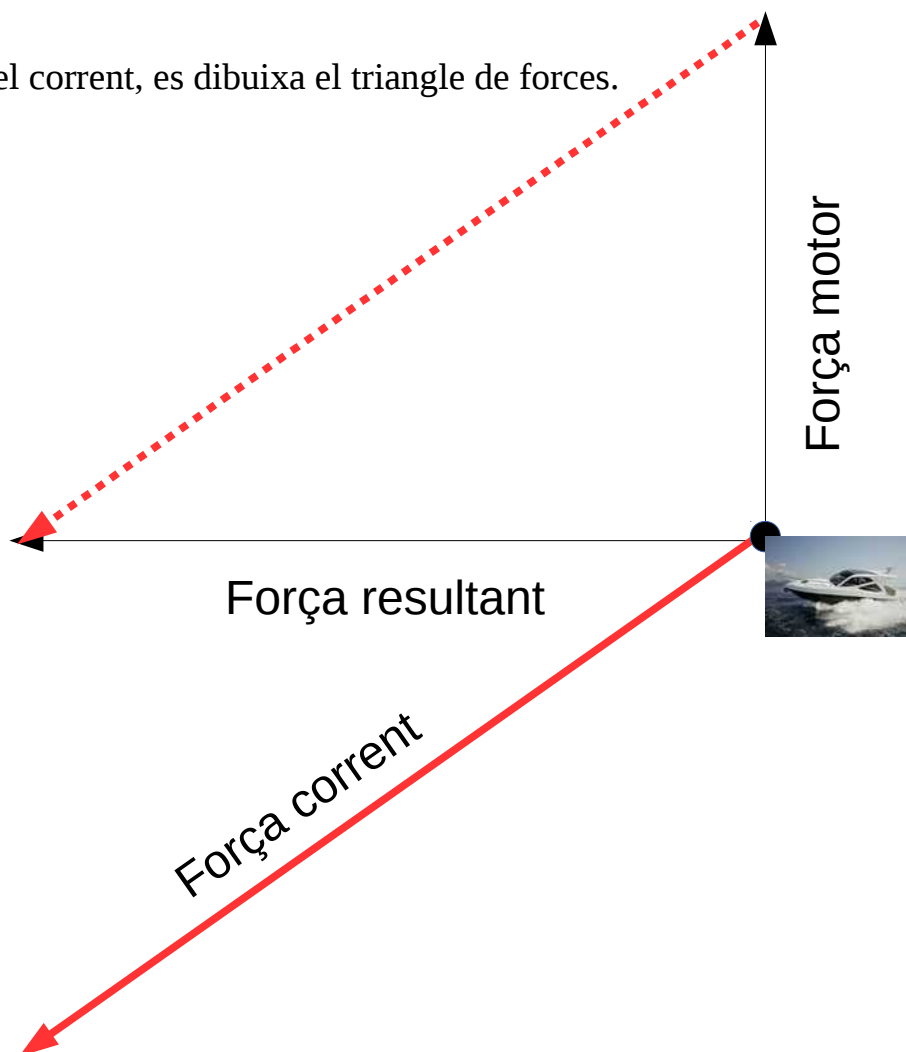 el corrent, es dibuixa el triangle de forces.
Força motor
Força resultant
Força corrent